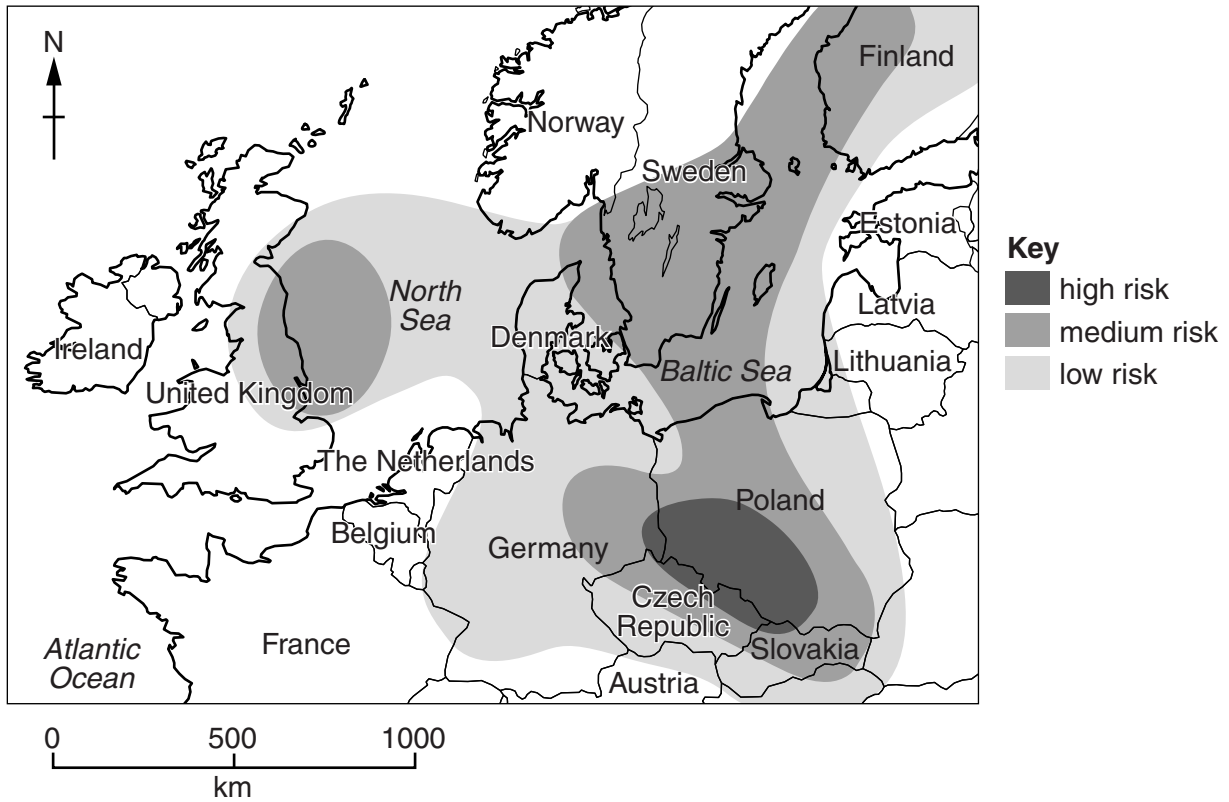 N
Norway
Finland
Sweden
Estonia
North
Sea
Latvia
Denmark
Ireland
Baltic Sea
Lithuania
United Kingdom
The Netherlands
Poland
Belgium
Germany
Czech
Republic
France
Slovakia
Atlantic
Ocean
Austria
Key
high risk
medium risk
low risk
0 500 1000
km